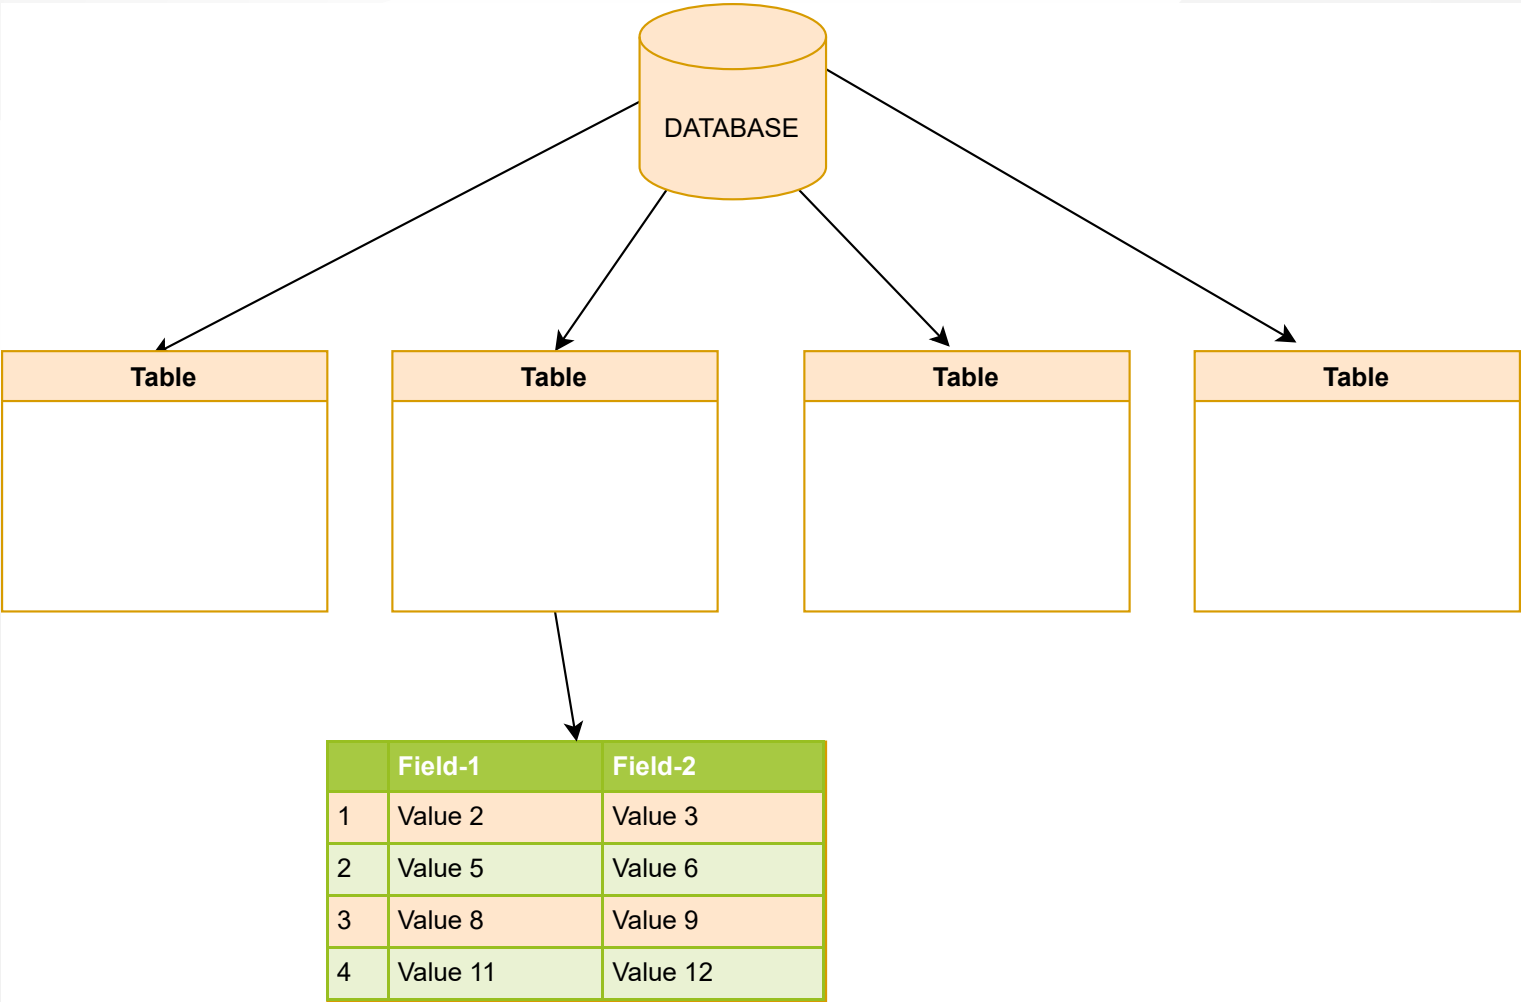 DATABASE
Table Table Table Table
Field-1 Field-2
1 Value 2 Value 3
2 Value 5 Value 6
3 Value 8 Value 9
4 Value 11 Value 12